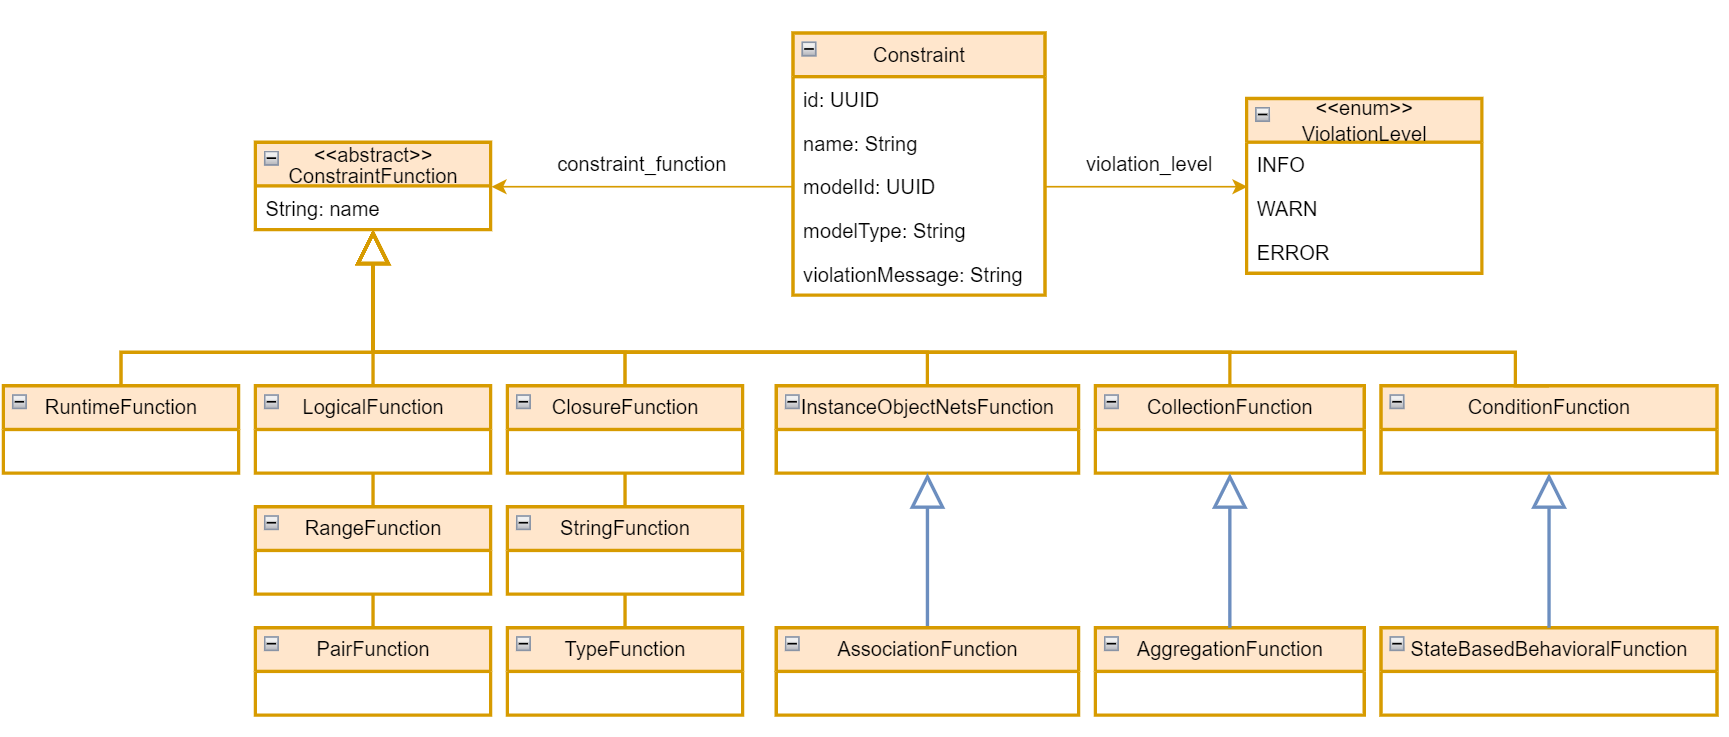 Constraint
id: UUID
name: String
modelId: UUID
modelType: String
violationMessage: String
constraint_function
violation_level
<<enum>>
ViolationLevel
INFO
WARN
ERROR
<<abstract>>
ConstraintFunction
String: name
RuntimeFunction
LogicalFunction
ClosureFunction
InstanceObjectNetsFunction
CollectionFunction
ConditionFunction
RangeFunction
StringFunction
PairFunction
TypeFunction
AssociationFunction
AggregationFunction
StateBasedBehavioralFunction